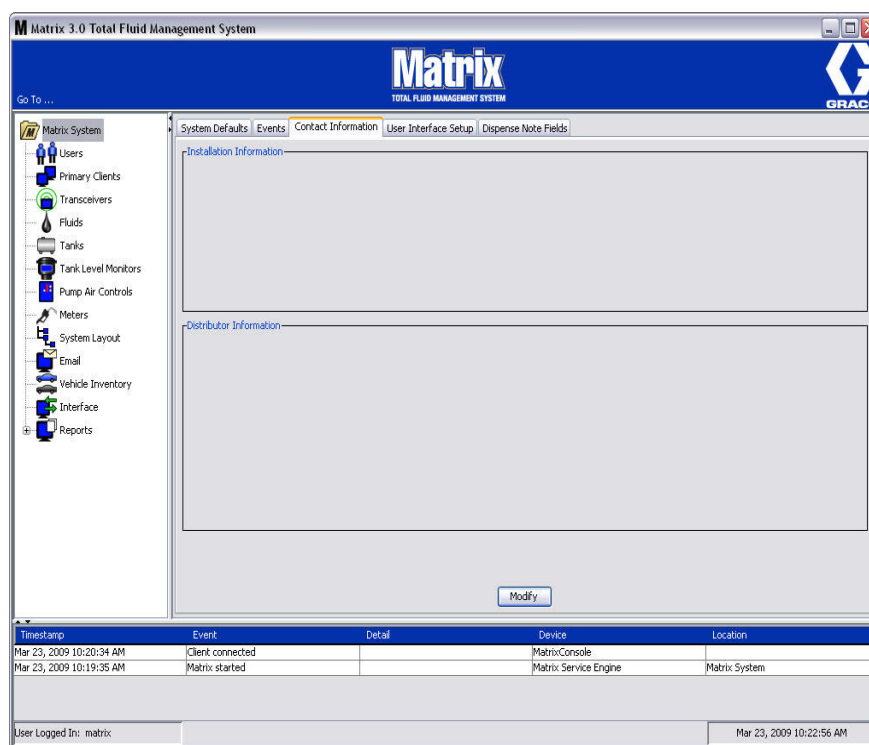 Matrix 3.0 Total Fluid Management System
Matrix
TOTAL FLUID MANAGEMENT SYSTEM
Go To ...
GRAC
Matrix System
Users
Primary Clients
Transceivers
Fluids
Tanks
Tank Level Monitors
Pump Air Controls
Meters
System Layout
Email
Vehicle Inventory
Interface
Reports
System Defaults Events Contact Information User Interface Setup Dispense Note Fields
Installation Information
Distributor Information
Modify
Timestamp Event Detail Device Location
Mar 23, 2009 10:20:34 AM Client connected MatrixConsole
Mar 23, 2009 10:19:35 AM Matrix started Matrix Service Engine Matrix System
User Logged In: matrix Mar 23, 2009 10:22:56 AM